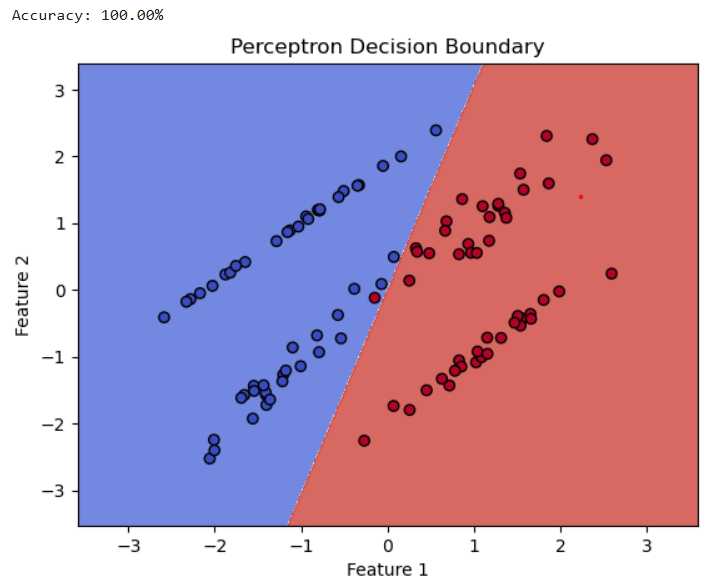 Accuracy: 100.00%
Perceptron Decision Boundary
3
2
1
0
−1
−2
−3
Feature 2
−3 −2 −1 0 1 2 3
Feature 1